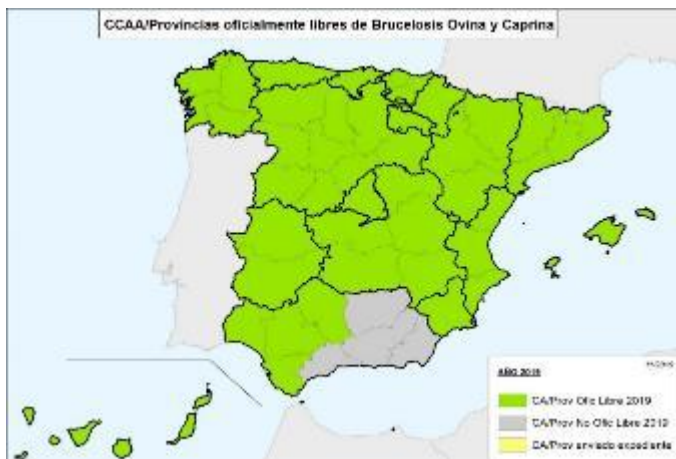 CCAA/Provincias oficialmente libres de Brucelosis Ovina y Caprina
AÑO 2019
CA/Prov Ofic Libre 2019
CA/Prov No Ofic Libre 2019
CA/Prov enviado expediente